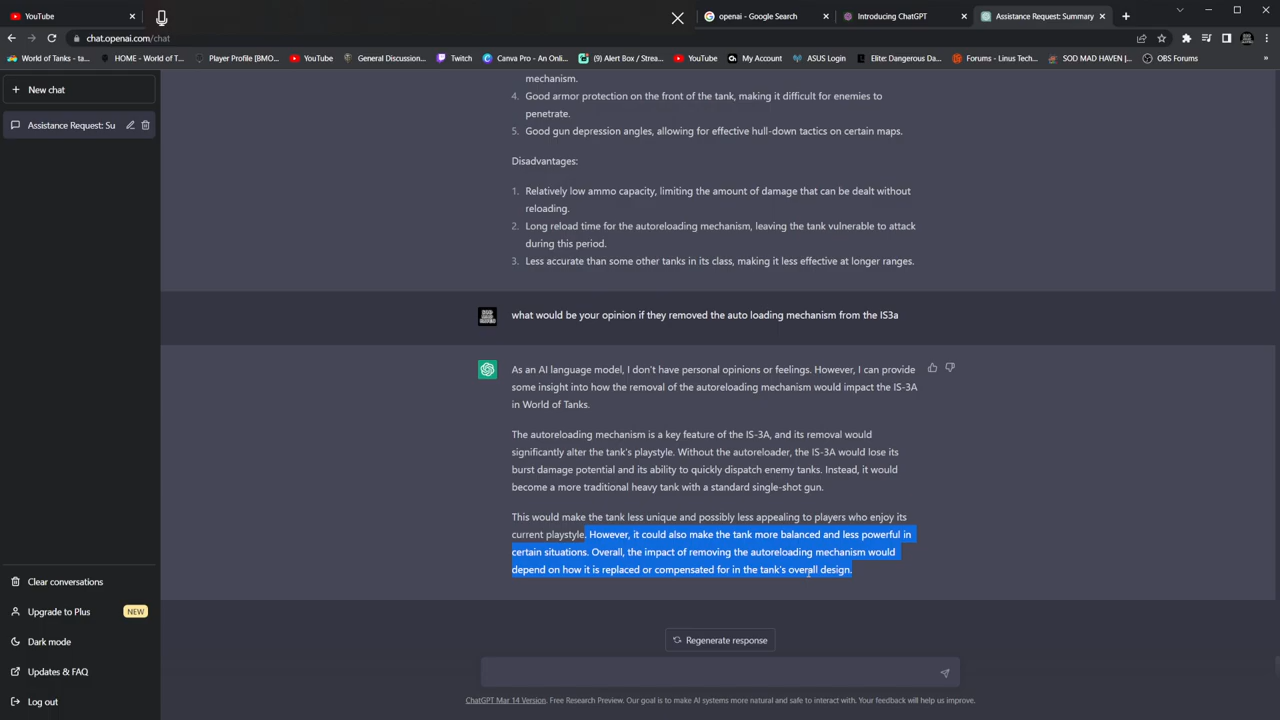 YouTube
openai - Google Search
Introducing ChatGPT
Assistance Request: Summary
chat.openai.com/chat
World of Tanks - ta...
HOME - World of T...
Player Profile [BMO...
YouTube
General Discussion...
Twitch
Canva Pro - An Onli...
(9) Alert Box / Strea...
YouTube
My Account
ASUS Login
Elite: Dangerous Da...
Forums - Linus Tech...
SOD MAD HAVEN |...
OBS Forums
New chat
Assistance Request: Su
mechanism.
4. Good armor protection on the front of the tank, making it difficult for enemies to
penetrate.
5. Good gun depression angles, allowing for effective hull-down tactics on certain maps.
Disadvantages:
1. Relatively low ammo capacity, limiting the amount of damage that can be dealt without
reloading.
2. Long reload time for the autoreloading mechanism, leaving the tank vulnerable to attack
during this period.
3. Less accurate than some other tanks in its class, making it less effective at longer ranges.
what would be your opinion if they removed the auto loading mechanism from the IS3a
As an AI language model, I don't have personal opinions or feelings. However, I can provide
some insight into how the removal of the autoreloading mechanism would impact the IS-3A
in World of Tanks.
The autoreloading mechanism is a key feature of the IS-3A, and its removal would
significantly alter the tank's playstyle. Without the autoreloader, the IS-3A would lose its
burst damage potential and its ability to quickly dispatch enemy tanks. Instead, it would
become a more traditional heavy tank with a standard single-shot gun.
This would make the tank less unique and possibly less appealing to players who enjoy its
current playstyle. However, it could also make the tank more balanced and less powerful in
certain situations. Overall, the impact of removing the autoreloading mechanism would
depend on how it is replaced or compensated for in the tank's overall design.
Clear conversations
Upgrade to Plus NEW
Dark mode
Updates & FAQ
Log out
Regenerate response
ChatGPT Mar 14 Version. Free Research Preview. Our goal is to make AI systems more natural and safe to interact with. Your feedback will help us improve.